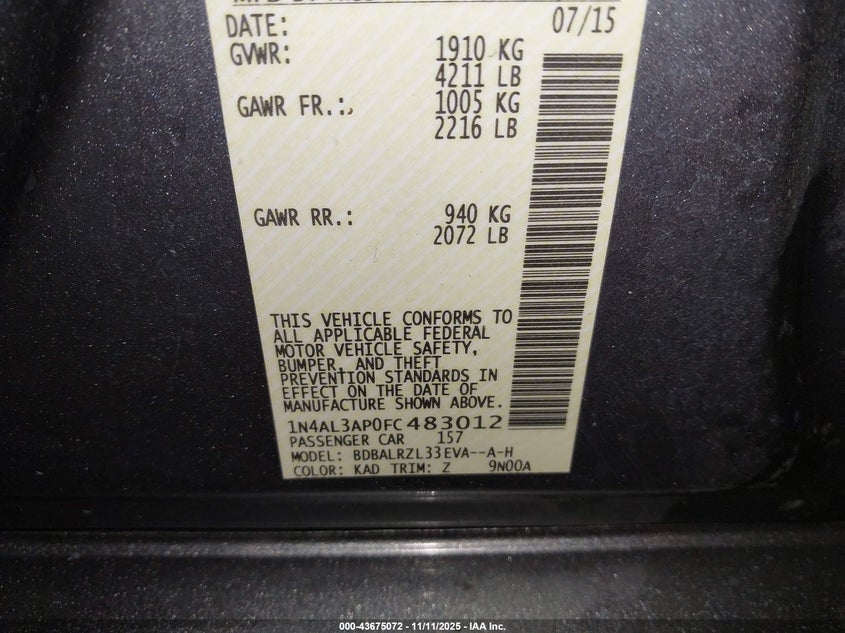 DATE: 07/15
GVWR: 1910 KG
4211 LB
GAWR FR.: 1005 KG
2216 LB
GAWR RR.: 940 KG
2072 LB
THIS VEHICLE CONFORMS TO
ALL APPLICABLE FEDERAL
MOTOR VEHICLE SAFETY,
BUMPER, AND THEFT
PREVENTION STANDARDS IN
EFFECT ON THE DATE OF
MANUFACTURE SHOWN ABOVE.
1N4AL3AP0FC483012
PASSENGER CAR 157
MODEL: BDBALRZL33EVA--A-H
COLOR: KAD TRIM: Z 9N00A
000-43675072 - 11/11/2025 - IAA Inc.